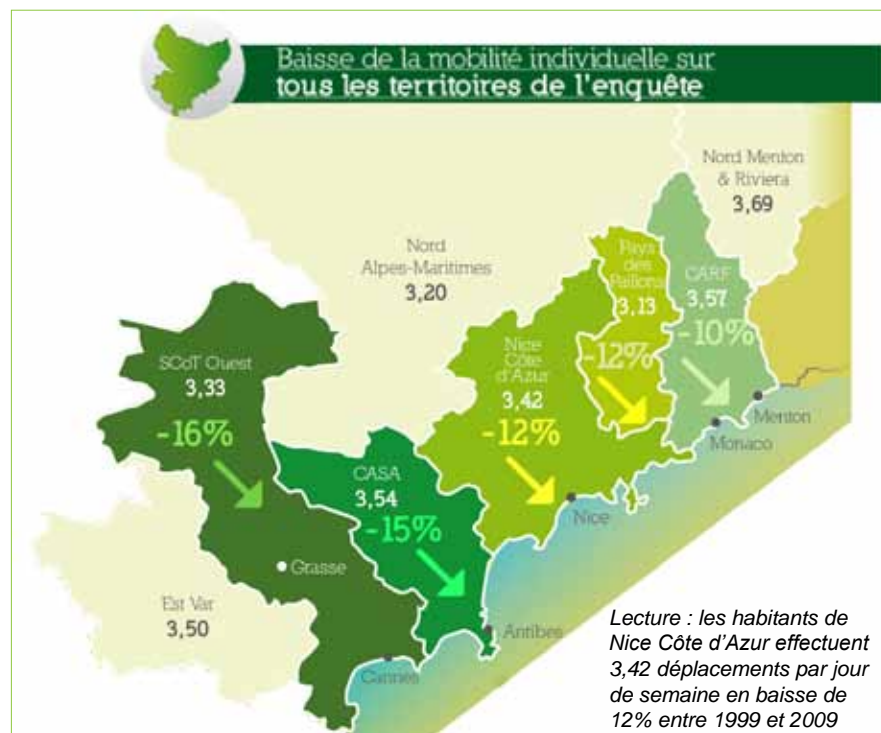 Baisse de la mobilité individuelle sur
tous les territoires de l'enquête
Nord Menton
& Riviera
3,69
Nord
Alpes-Maritimes
3,20
Pays
des
Paillons
3,13
-12%
CARF
3,57
-10%
SCoT Ouest
3,33
-16%
Nice
Côte
d'Azur
3,42
-12%
Menton
Monaco
CASA
3,54
-15%
Nice
Grasse
Est Var
3,50
Antibes
Cannes
Lecture : les habitants de
Nice Côte d'Azur effectuent
3,42 déplacements par jour
de semaine en baisse de
12% entre 1999 et 2009